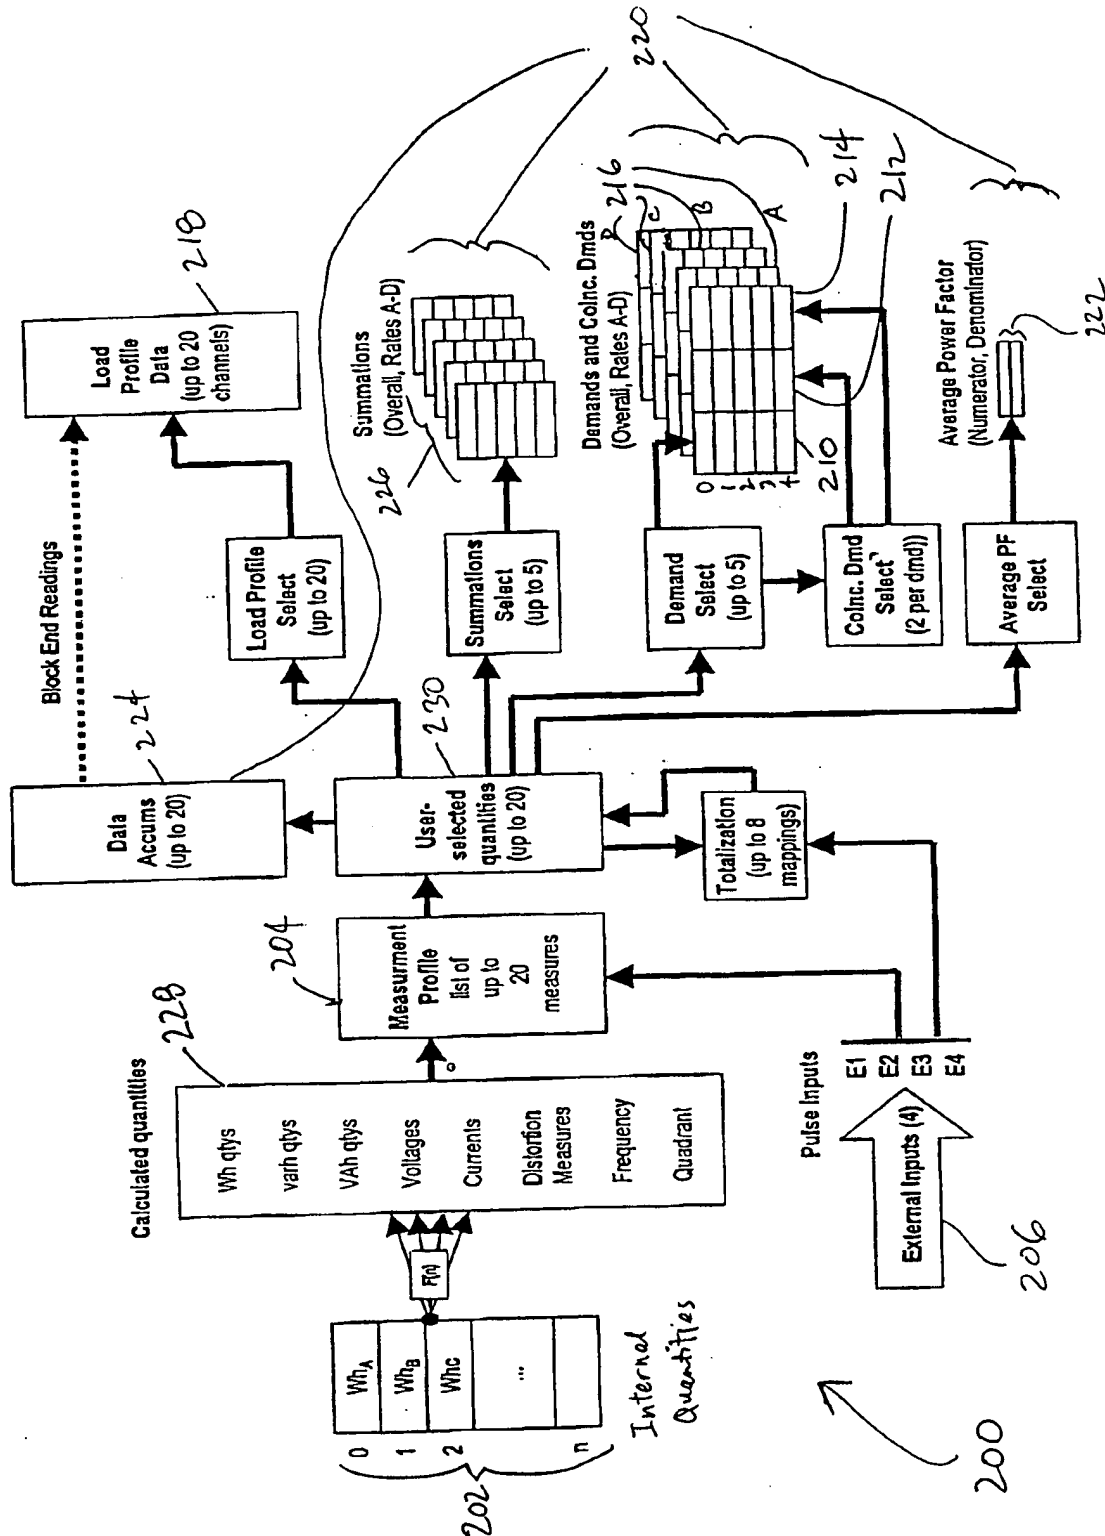 Calculated quantities
228
Wh qtys
varh qtys
VAh qtys
Voltages
Currents
Distortion
Measures
Frequency
Quadrant
0
1
2
n
WhA
WhB
Whc
...
F(n)
202
Internal
Quantities
204
Measurment
Profile
list of
up to
20
measures
Pulse Inputs
E1
E2
E3
E4
External Inputs (4)
206
200
Data
Accums
(up to 20)
224
Block End Readings
User-
selected
quantities
(up to 20)
230
Totalization
(up to 8
mappings)
Load Profile
Select
(up to 20)
Load
Profile
Data
(up to 20
channels)
218
Summations
Select
(up to 5)
Summations
(Overall, Rates A-D)
226
220
Demand
Select
(up to 5)
Coinc. Dmd
Select
(2 per dmd))
Demands and Coinc. Dmds
(Overall, Rates A-D)
D
C
B
A
216
0
1
2
3
4
210
214
212
Average PF
Select
Average Power Factor
(Numerator, Denominator)
222